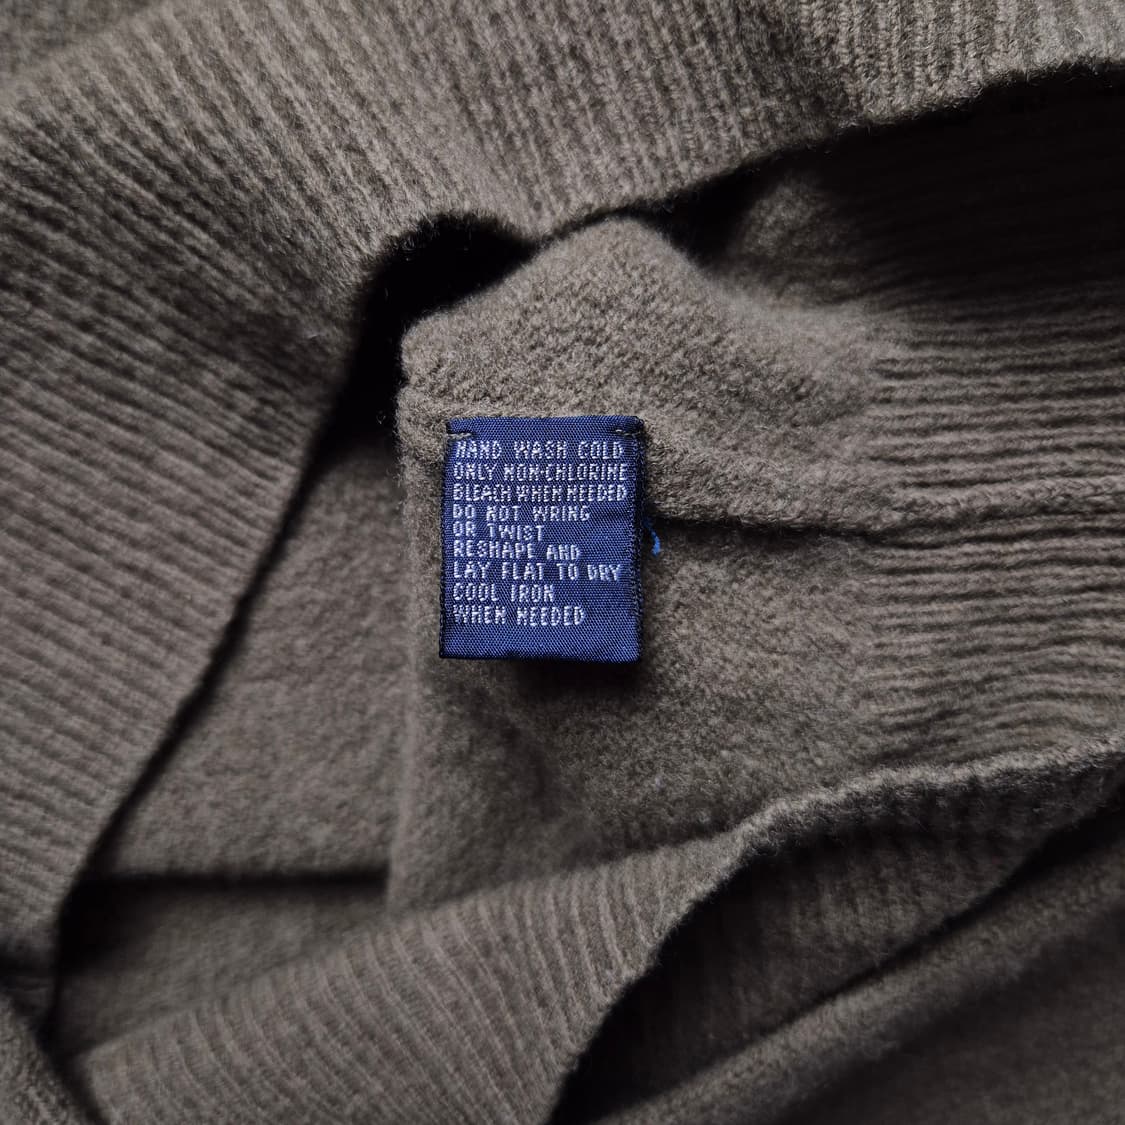 HAND WASH COLD
ONLY NON-CHLORINE
BLEACH WHEN NEEDED
DO NOT WRING
OR TWIST
RESHAPE AND
LAY FLAT TO DRY
COOL IRON
WHEN NEEDED